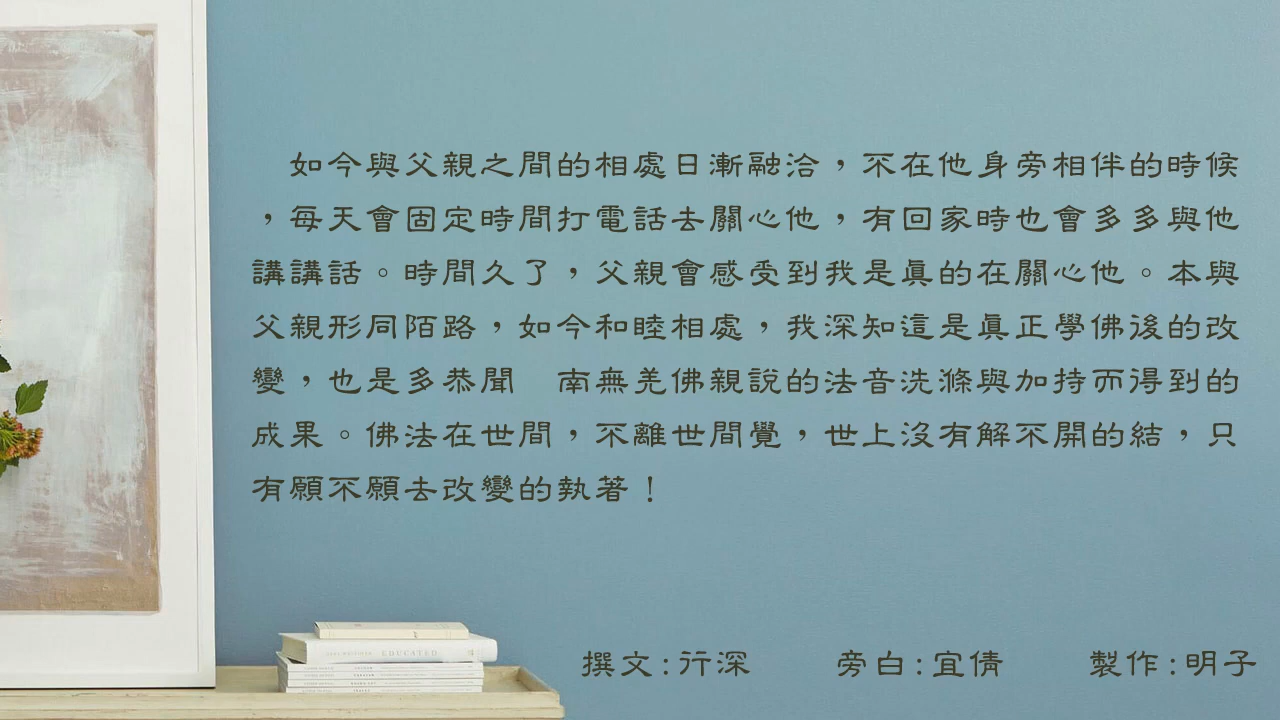 如今與父親之間的相處日漸融洽，不在他身旁相伴的時候
，每天會固定時間打電話去關心他，有回家時也會多多與他
講講話。時間久了，父親會感受到我是真的在關心他。本與
父親形同陌路，如今和睦相處，我深知這是真正學佛後的改
變，也是多恭聞　南無羌佛親說的法音洗滌與加持而得到的
成果。佛法在世間，不離世間覺，世上沒有解不開的結，只
有願不願去改變的執著！
EDUCATED
撰文:行深　旁白:宜倩　製作:明子